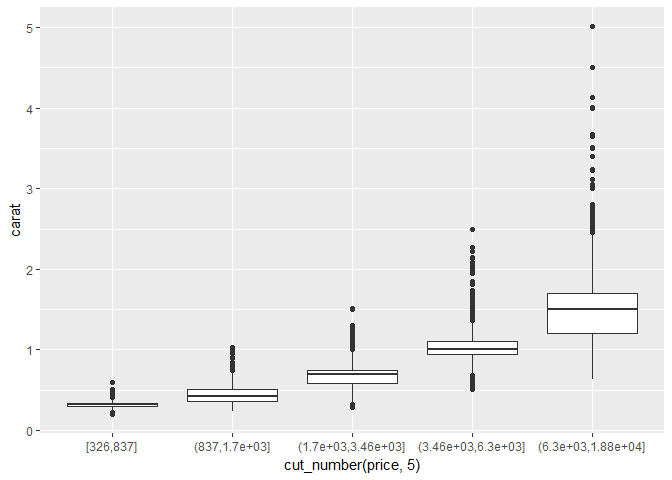 5
4
3
2
1
0
carat
[326,837]
(837,1.7e+03]
(1.7e+03,3.46e+03]
(3.46e+03,6.3e+03]
(6.3e+03,1.88e+04]
cut_number(price, 5)